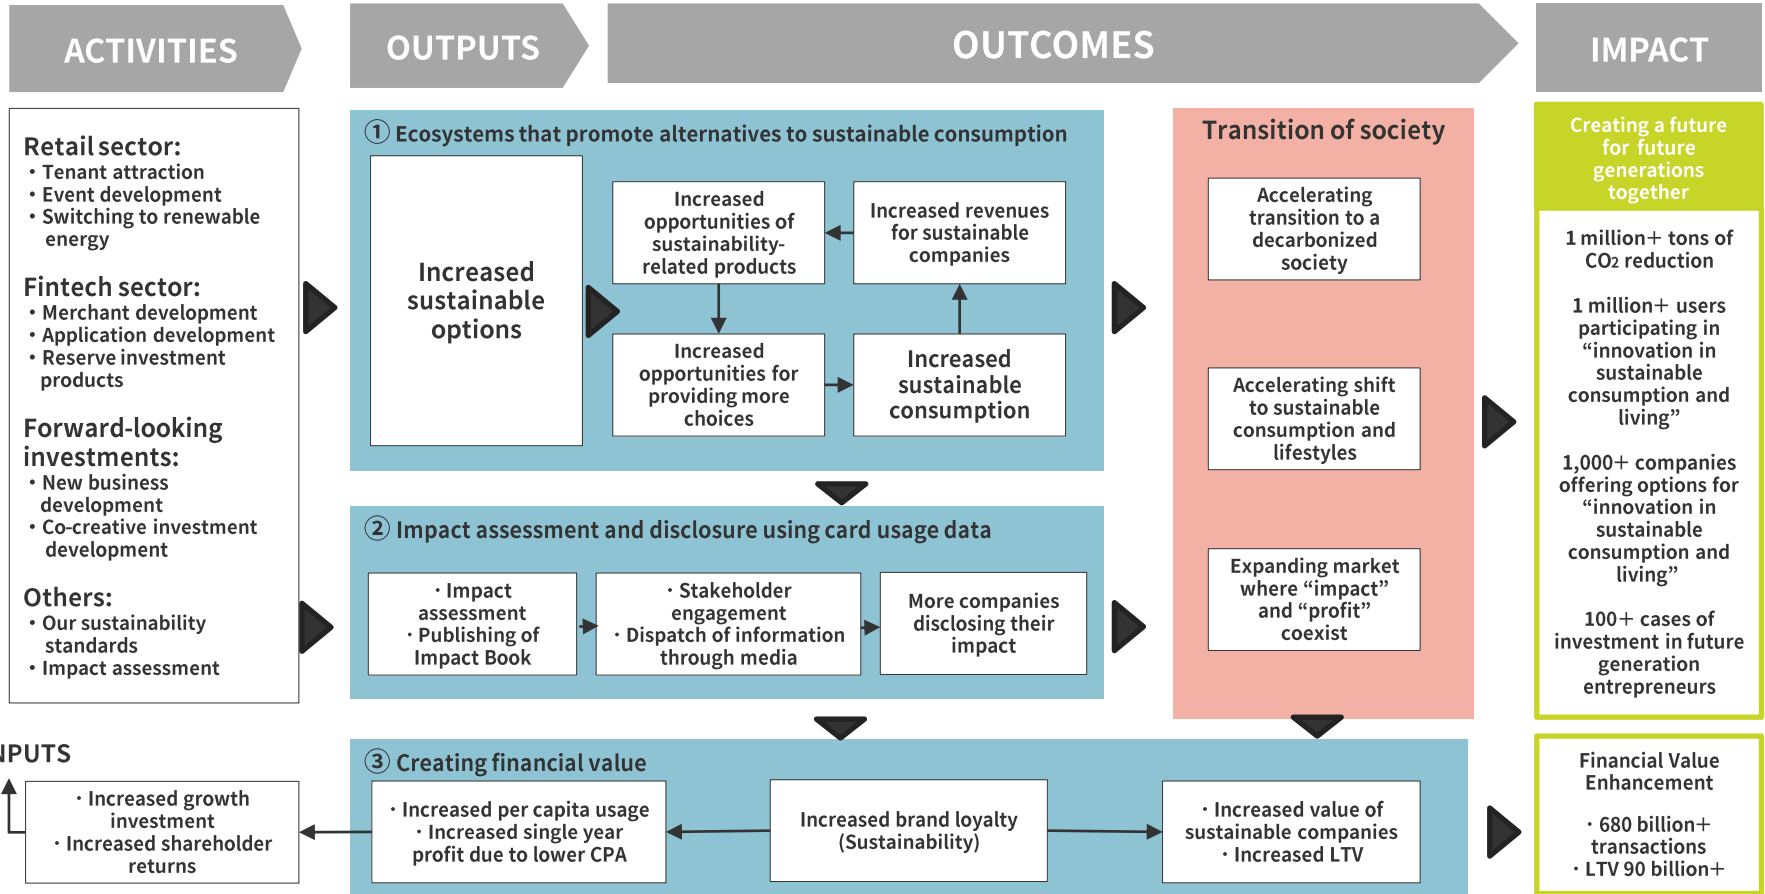 ACTIVITIES
OUTPUTS
OUTCOMES
IMPACT
Retail sector:
・Tenant attraction
・Event development
・Switching to renewable
energy
Fintech sector:
・Merchant development
・Application development
・Reserve investment
products
Forward-looking
investments:
・New business
development
・Co-creative investment
development
Others:
・Our sustainability
standards
・Impact assessment
① Ecosystems that promote alternatives to sustainable consumption
Increased
sustainable
options
Increased
opportunities of
sustainability-
related products
Increased revenues
for sustainable
companies
Increased
opportunities for
providing more
choices
Increased
sustainable
consumption
② Impact assessment and disclosure using card usage data
・Impact
assessment
・Publishing of
Impact Book
・Stakeholder
engagement
・Dispatch of information
through media
More companies
disclosing their
impact
Transition of society
Accelerating
transition to a
decarbonized
society
Accelerating shift
to sustainable
consumption and
lifestyles
Expanding market
where “impact”
and “profit”
coexist
Creating a future
for future
generations
together
1 million+ tons of
CO2 reduction
1 million+ users
participating in
“innovation in
sustainable
consumption and
living”
1,000+ companies
offering options for
“innovation in
sustainable
consumption and
living”
100+ cases of
investment in future
generation
entrepreneurs
NPUTS
・Increased growth
investment
・Increased shareholder
returns
③ Creating financial value
・Increased per capita usage
・Increased single year
profit due to lower CPA
Increased brand loyalty
(Sustainability)
・Increased value of
sustainable companies
・Increased LTV
Financial Value
Enhancement
・680 billion+
transactions
・LTV 90 billion+